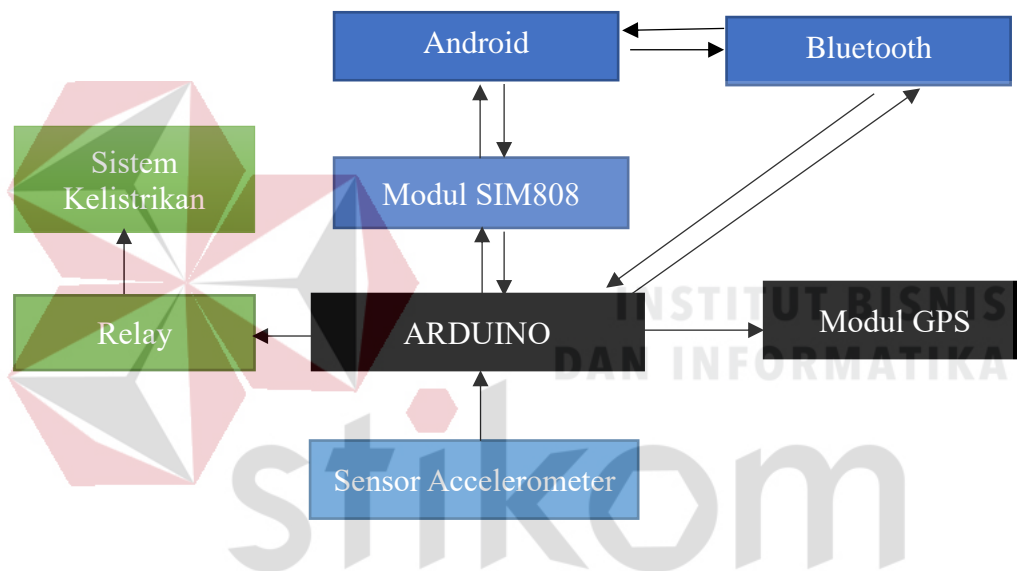 Android
Bluetooth
Sistem
Kelistrikan
Modul SIM808
Relay
ARDUINO
Modul GPS
INSTITUT BISNIS
DAN INFORMATIKA
Sensor Accelerometer
stikom